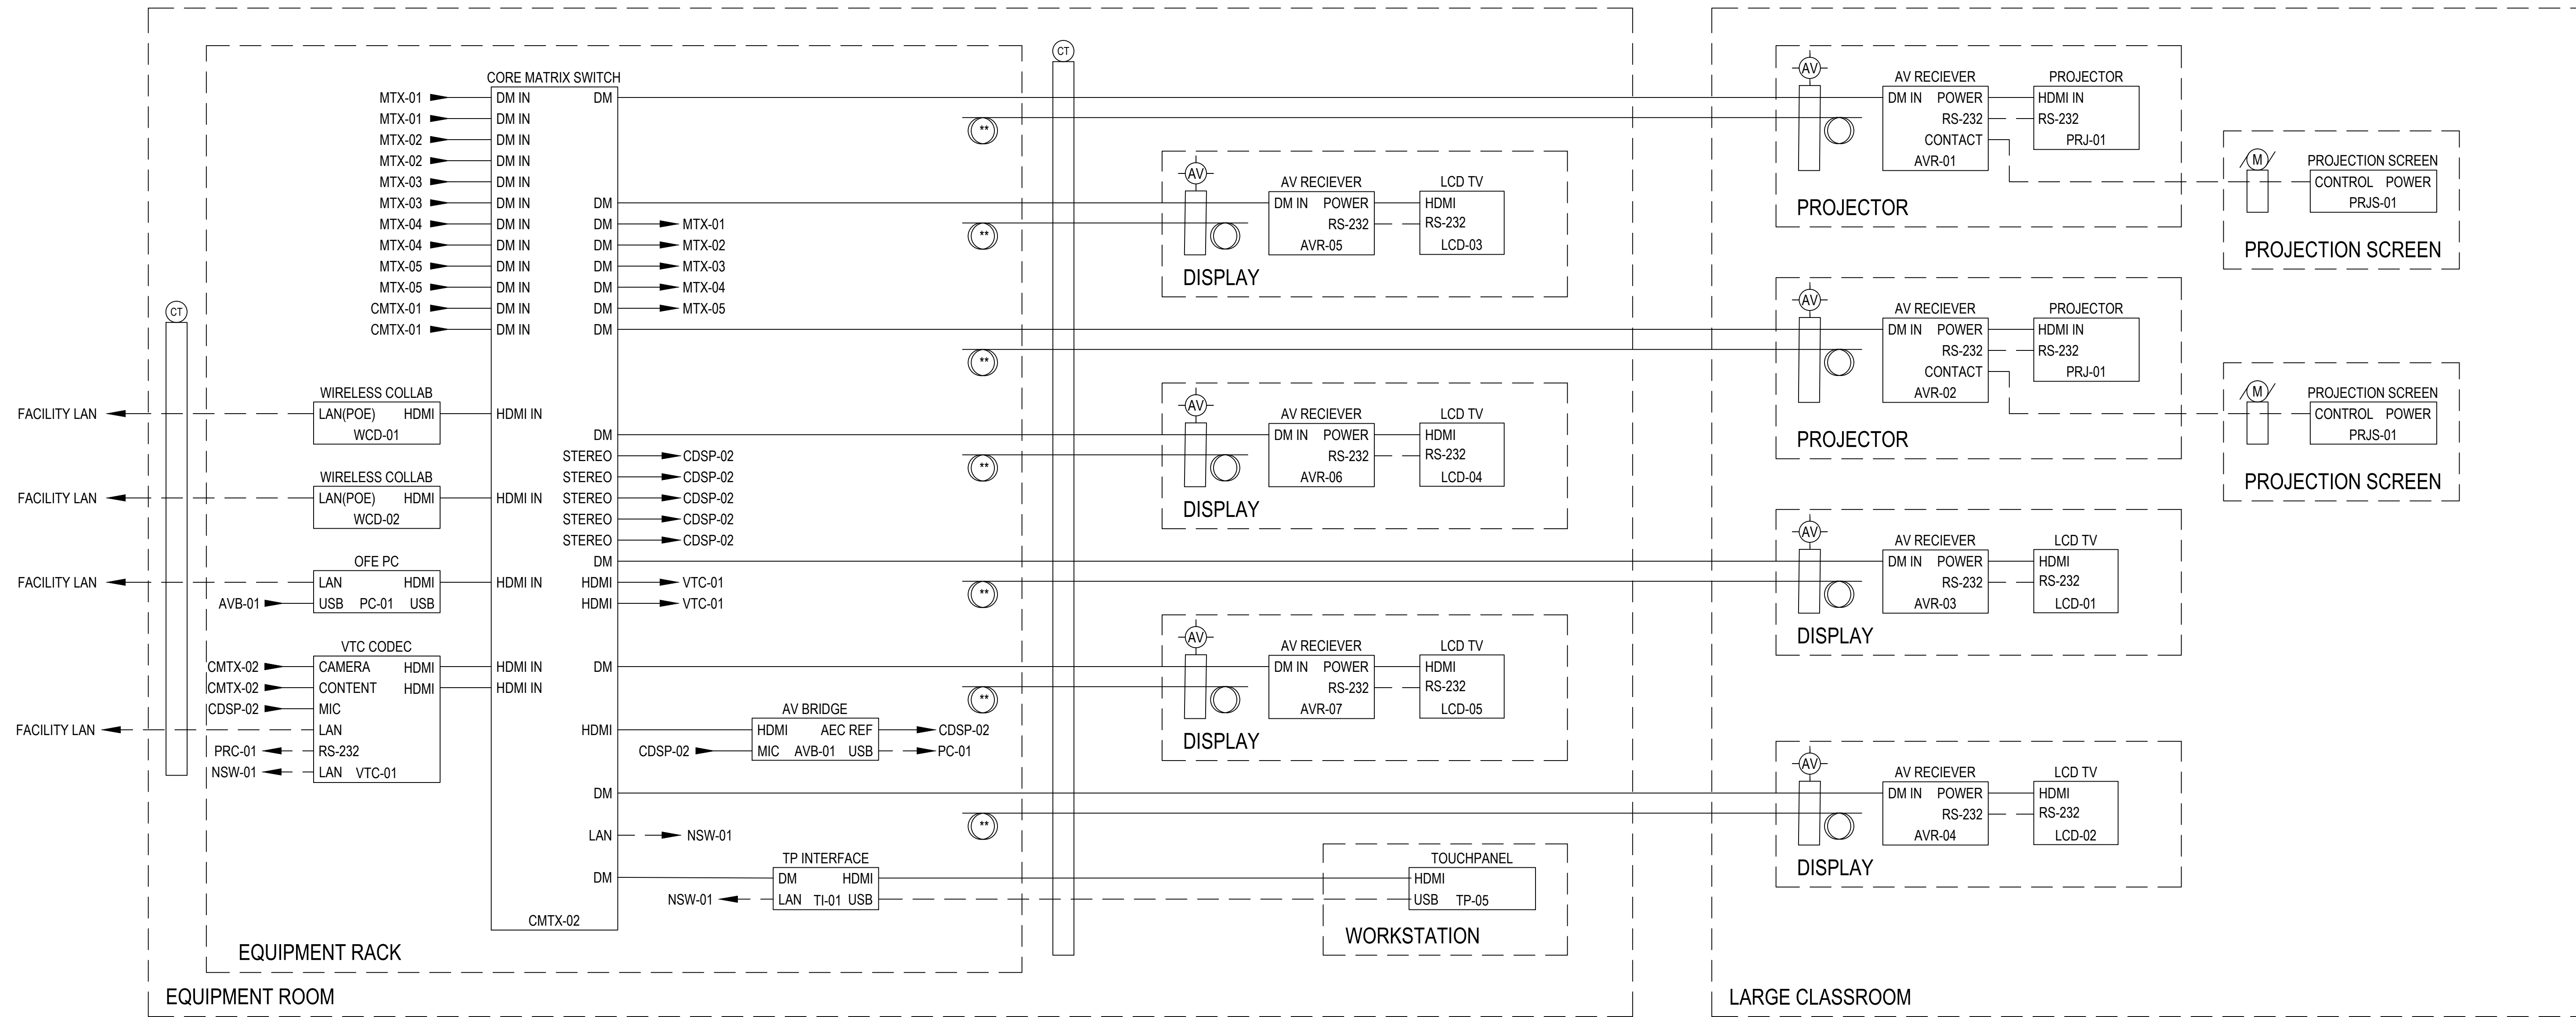 CT
FACILITY LAN
FACILITY LAN
FACILITY LAN
FACILITY LAN
MTX-01
MTX-01
MTX-02
MTX-02
MTX-03
MTX-03
MTX-04
MTX-04
MTX-05
MTX-05
CMTX-01
CMTX-01
WIRELESS COLLAB
LAN(POE) HDMI
WCD-01
WIRELESS COLLAB
LAN(POE) HDMI
WCD-02
OFE PC
LAN HDMI
AVB-01
USB PC-01 USB
VTC CODEC
CMTX-02
CAMERA HDMI
CMTX-02
CONTENT HDMI
CDSP-02
MIC
LAN
PRC-01
RS-232
NSW-01
LAN VTC-01
CORE MATRIX SWITCH
DM IN DM
DM IN
DM IN
DM IN
DM IN
DM IN DM
DM IN DM
MTX-01
DM IN DM
MTX-02
DM IN DM
MTX-03
DM IN DM
MTX-04
DM IN DM
MTX-05
DM IN DM
HDMI IN
DM
STEREO
CDSP-02
STEREO
CDSP-02
HDMI IN STEREO
CDSP-02
STEREO
CDSP-02
STEREO
CDSP-02
DM
HDMI IN HDMI
VTC-01
HDMI
VTC-01
HDMI IN DM
HDMI IN
HDMI
DM
LAN
NSW-01
DM
CMTX-02
AV BRIDGE
HDMI AEC REF
CDSP-02
CDSP-02
MIC AVB-01 USB
PC-01
TP INTERFACE
DM HDMI
NSW-01
LAN TI-01 USB
EQUIPMENT RACK
EQUIPMENT ROOM
CT
**
**
**
**
**
**
**
AV
AV RECIEVER
LCD TV
DM IN POWER
HDMI
RS-232
RS-232
AVR-05
LCD-03
DISPLAY
AV
AV RECIEVER
LCD TV
DM IN POWER
HDMI
RS-232
RS-232
AVR-06
LCD-04
DISPLAY
AV
AV RECIEVER
LCD TV
DM IN POWER
HDMI
RS-232
RS-232
AVR-07
LCD-05
DISPLAY
TOUCHPANEL
HDMI
USB TP-05
WORKSTATION
AV
AV RECIEVER
PROJECTOR
DM IN POWER
HDMI IN
RS-232
RS-232
CONTACT
PRJ-01
AVR-01
PROJECTOR
M
PROJECTION SCREEN
CONTROL POWER
PRJS-01
PROJECTION SCREEN
AV
AV RECIEVER
PROJECTOR
DM IN POWER
HDMI IN
RS-232
RS-232
CONTACT
PRJ-01
AVR-02
PROJECTOR
M
PROJECTION SCREEN
CONTROL POWER
PRJS-01
PROJECTION SCREEN
AV
AV RECIEVER
LCD TV
DM IN POWER
HDMI
RS-232
RS-232
AVR-03
LCD-01
DISPLAY
AV
AV RECIEVER
LCD TV
DM IN POWER
HDMI
RS-232
RS-232
AVR-04
LCD-02
DISPLAY
LARGE CLASSROOM